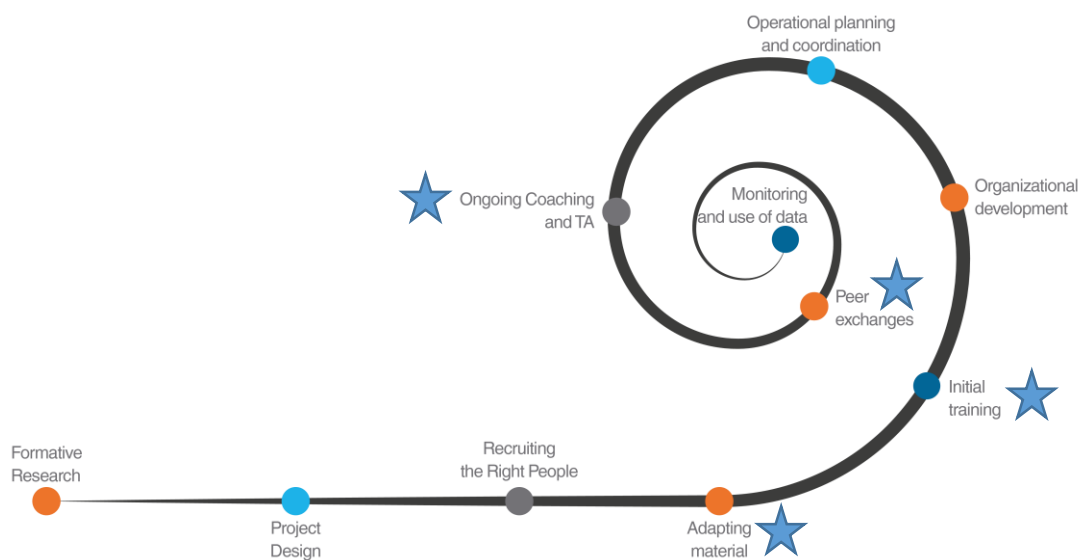 Operational planning
and coordination
Ongoing Coaching
and TA
Monitoring
and use of data
Organizational
development
Peer
exchanges
Initial
training
Formative
Research
Recruiting
the Right People
Project
Design
Adapting
material